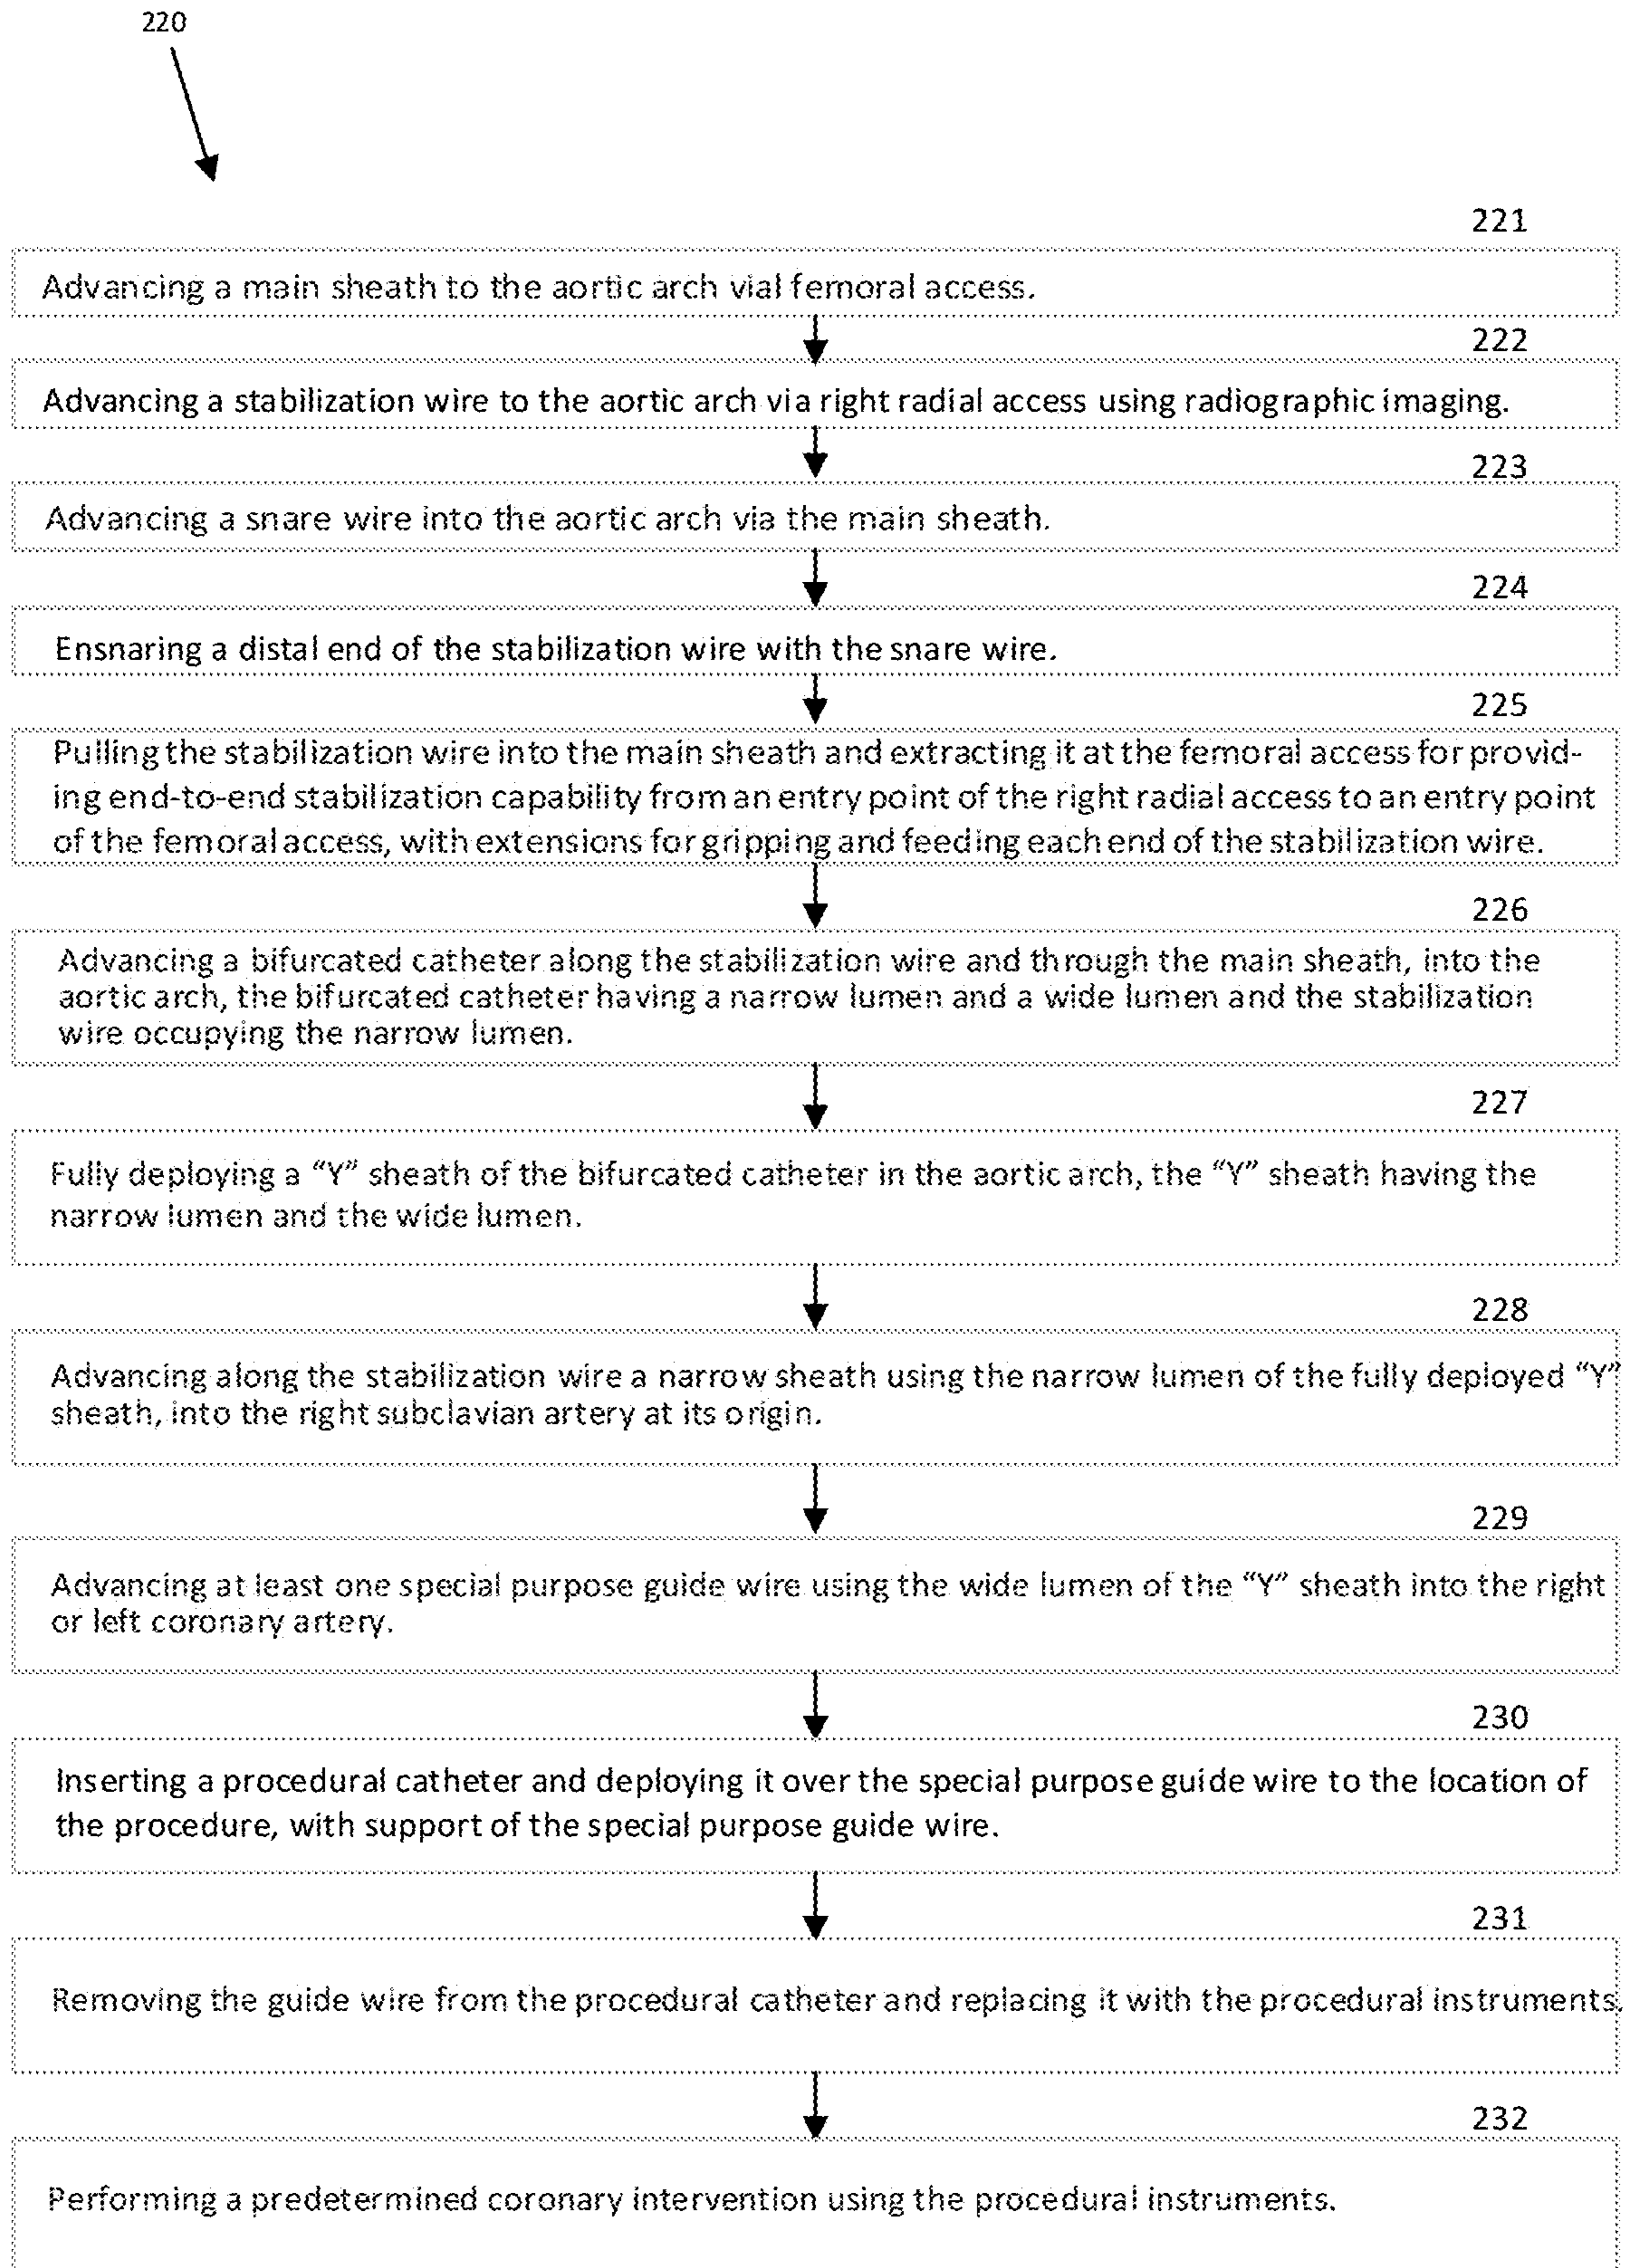 220
221
Advancing a main sheath to the aortic arch vial femoral access.
222
Advancing a stabilization wire to the aortic arch via right radial access using radiographic imaging.
223
Advancing a snare wire into the aortic arch via the main sheath.
224
Ensnaring a distal end of the stabilization wire with the snare wire.
225
Pulling the stabilization wire into the main sheath and extracting it at the femoral access for provid-
ing end-to-end stabilization capability from an entry point of the right radial access to an entry point
of the femoral access, with extensions for gripping and feeding each end of the stabilization wire.
226
Advancing a bifurcated catheter along the stabilization wire and through the main sheath, into the
aortic arch, the bifurcated catheter having a narrow lumen and a wide lumen and the stabilization
wire occupying the narrow lumen.
227
Fully deploying a “Y” sheath of the bifurcated catheter in the aortic arch, the “Y” sheath having the
narrow lumen and the wide lumen.
228
Advancing along the stabilization wire a narrow sheath using the narrow lumen of the fully deployed “Y”
sheath, into the right subclavian artery at its origin.
229
Advancing at least one special purpose guide wire using the wide lumen of the “Y” sheath into the right
or left coronary artery.
230
Inserting a procedural catheter and deploying it over the special purpose guide wire to the location of
the procedure, with support of the special purpose guide wire.
231
Removing the guide wire from the procedural catheter and replacing it with the procedural instruments.
232
Performing a predetermined coronary intervention using the procedural instruments.